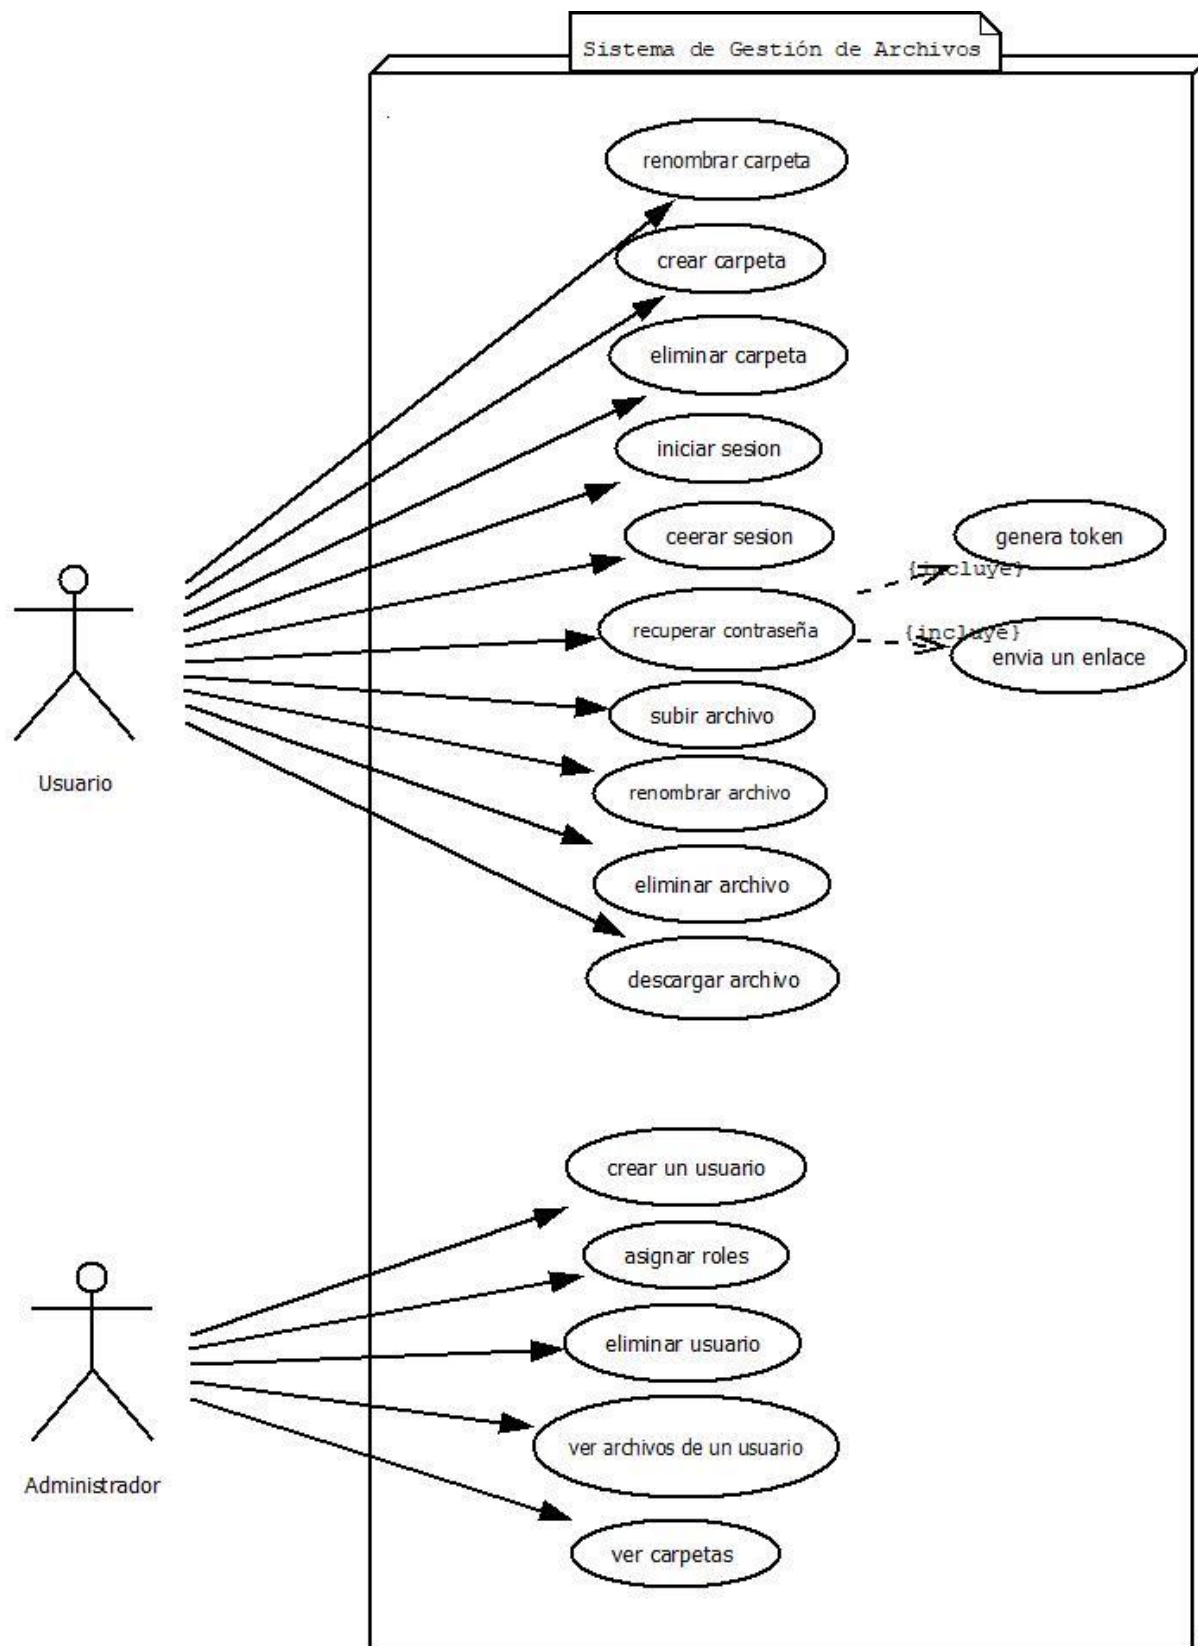 Sistema de Gestión de Archivos
renombrar carpeta
crear carpeta
eliminar carpeta
iniciar sesion
ceerar sesion
genera token
{incluye}
recuperar contraseña
{incluye}
envia un enlace
subir archivo
Usuario
renombrar archivo
eliminar archivo
descargar archivo
crear un usuario
asignar roles
eliminar usuario
ver archivos de un usuario
Administrador
ver carpetas